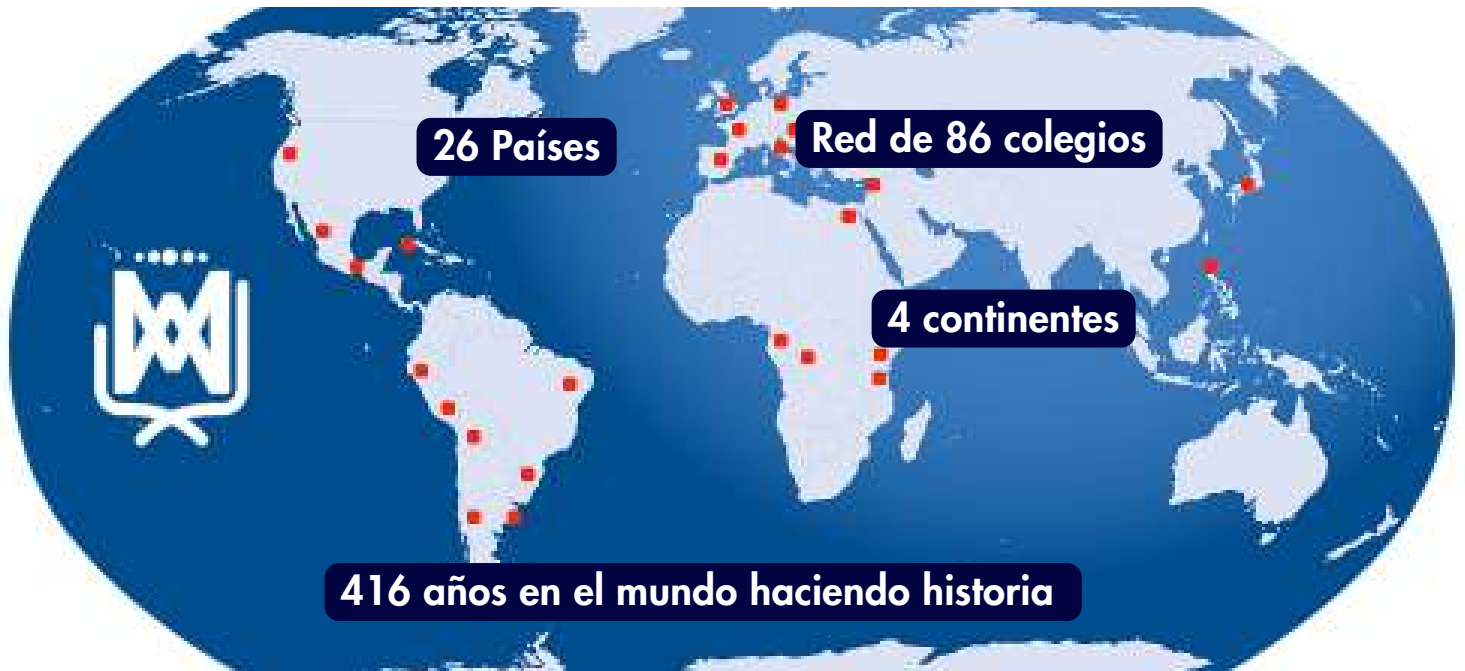 26 Países
Red de 86 colegios
4 continentes
416 años en el mundo haciendo historia